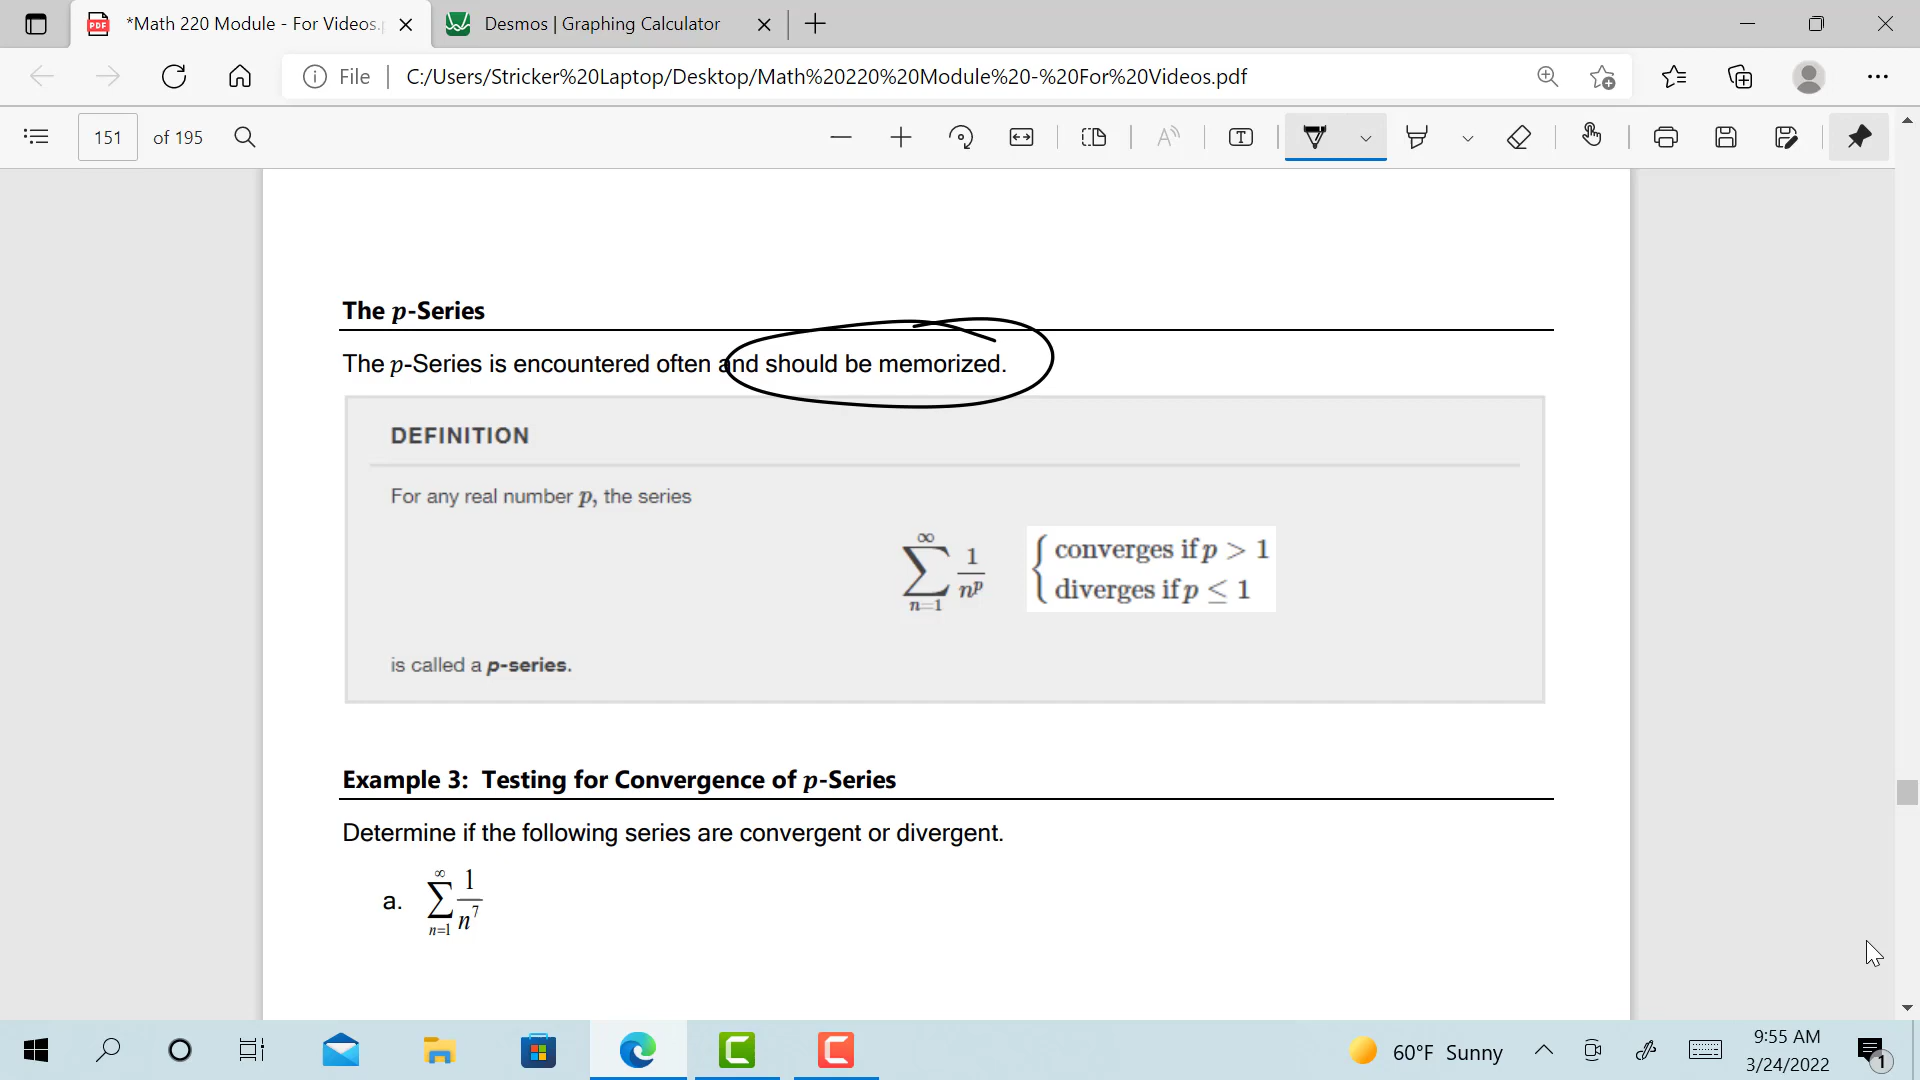 *Math 220 Module - For Videos.p
Desmos | Graphing Calculator
File
C:/Users/Stricker%20Laptop/Desktop/Math%20220%20Module%20-%20For%20Videos.pdf
151 of 195
The p-Series
The p-Series is encountered often and should be memorized.
DEFINITION
For any real number p, the series
∞
∑ 1/nᵖ
n=1
{ converges if p > 1
diverges if p ≤ 1
is called a p-series.
Example 3: Testing for Convergence of p-Series
Determine if the following series are convergent or divergent.
a. ∞
∑ 1/n⁷
n=1
60°F Sunny
9:55 AM
3/24/2022
1